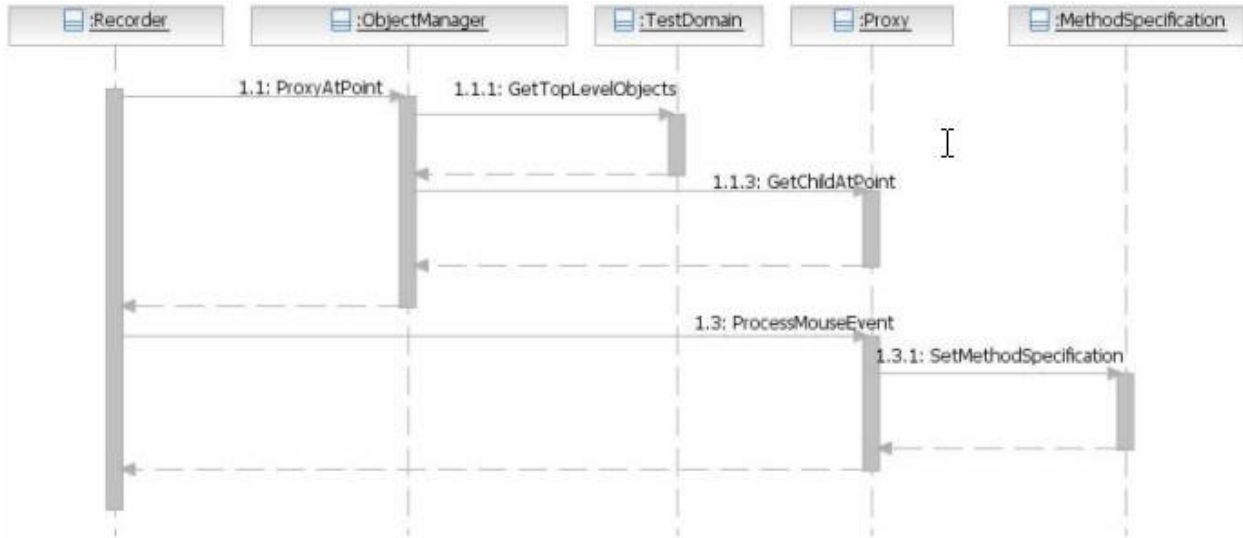 :Recorder
:ObjectManager
:TestDomain
:Proxy
:MethodSpecification
1.1: ProxyAtPoint
1.1.1: GetTopLevelObjects
1.1.3: GetChildAtPoint
1.3: ProcessMouseEvent
1.3.1: SetMethodSpecification